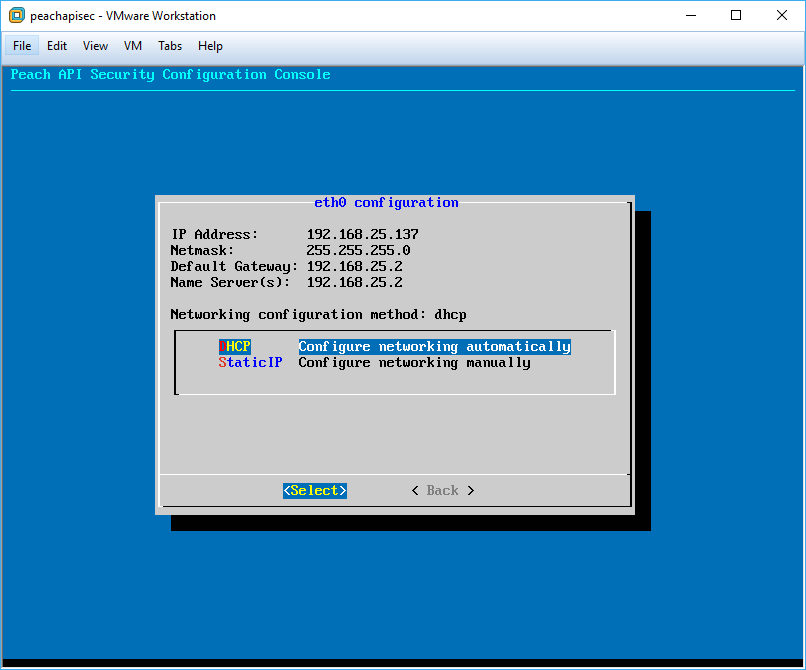 peachapisec - VMware Workstation
File Edit View VM Tabs Help
Peach API Security Configuration Console
eth0 configuration
IP Address: 192.168.25.137
Netmask: 255.255.255.0
Default Gateway: 192.168.25.2
Name Server(s): 192.168.25.2
Networking configuration method: dhcp
DHCP Configure networking automatically
StaticIP Configure networking manually
<Select> < Back >